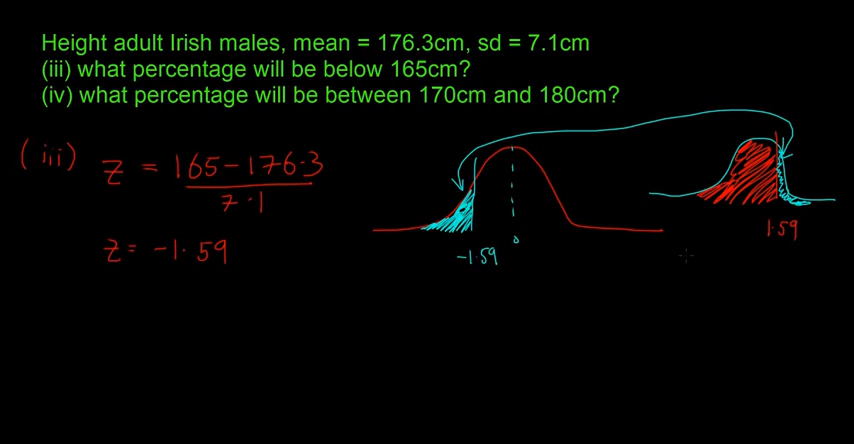 Height adult Irish males, mean = 176.3cm, sd = 7.1cm
(iii) what percentage will be below 165cm?
(iv) what percentage will be between 170cm and 180cm?
(iii) Z = 165-176.3
7.1
Z = -1.59
-1.59
0
1.59